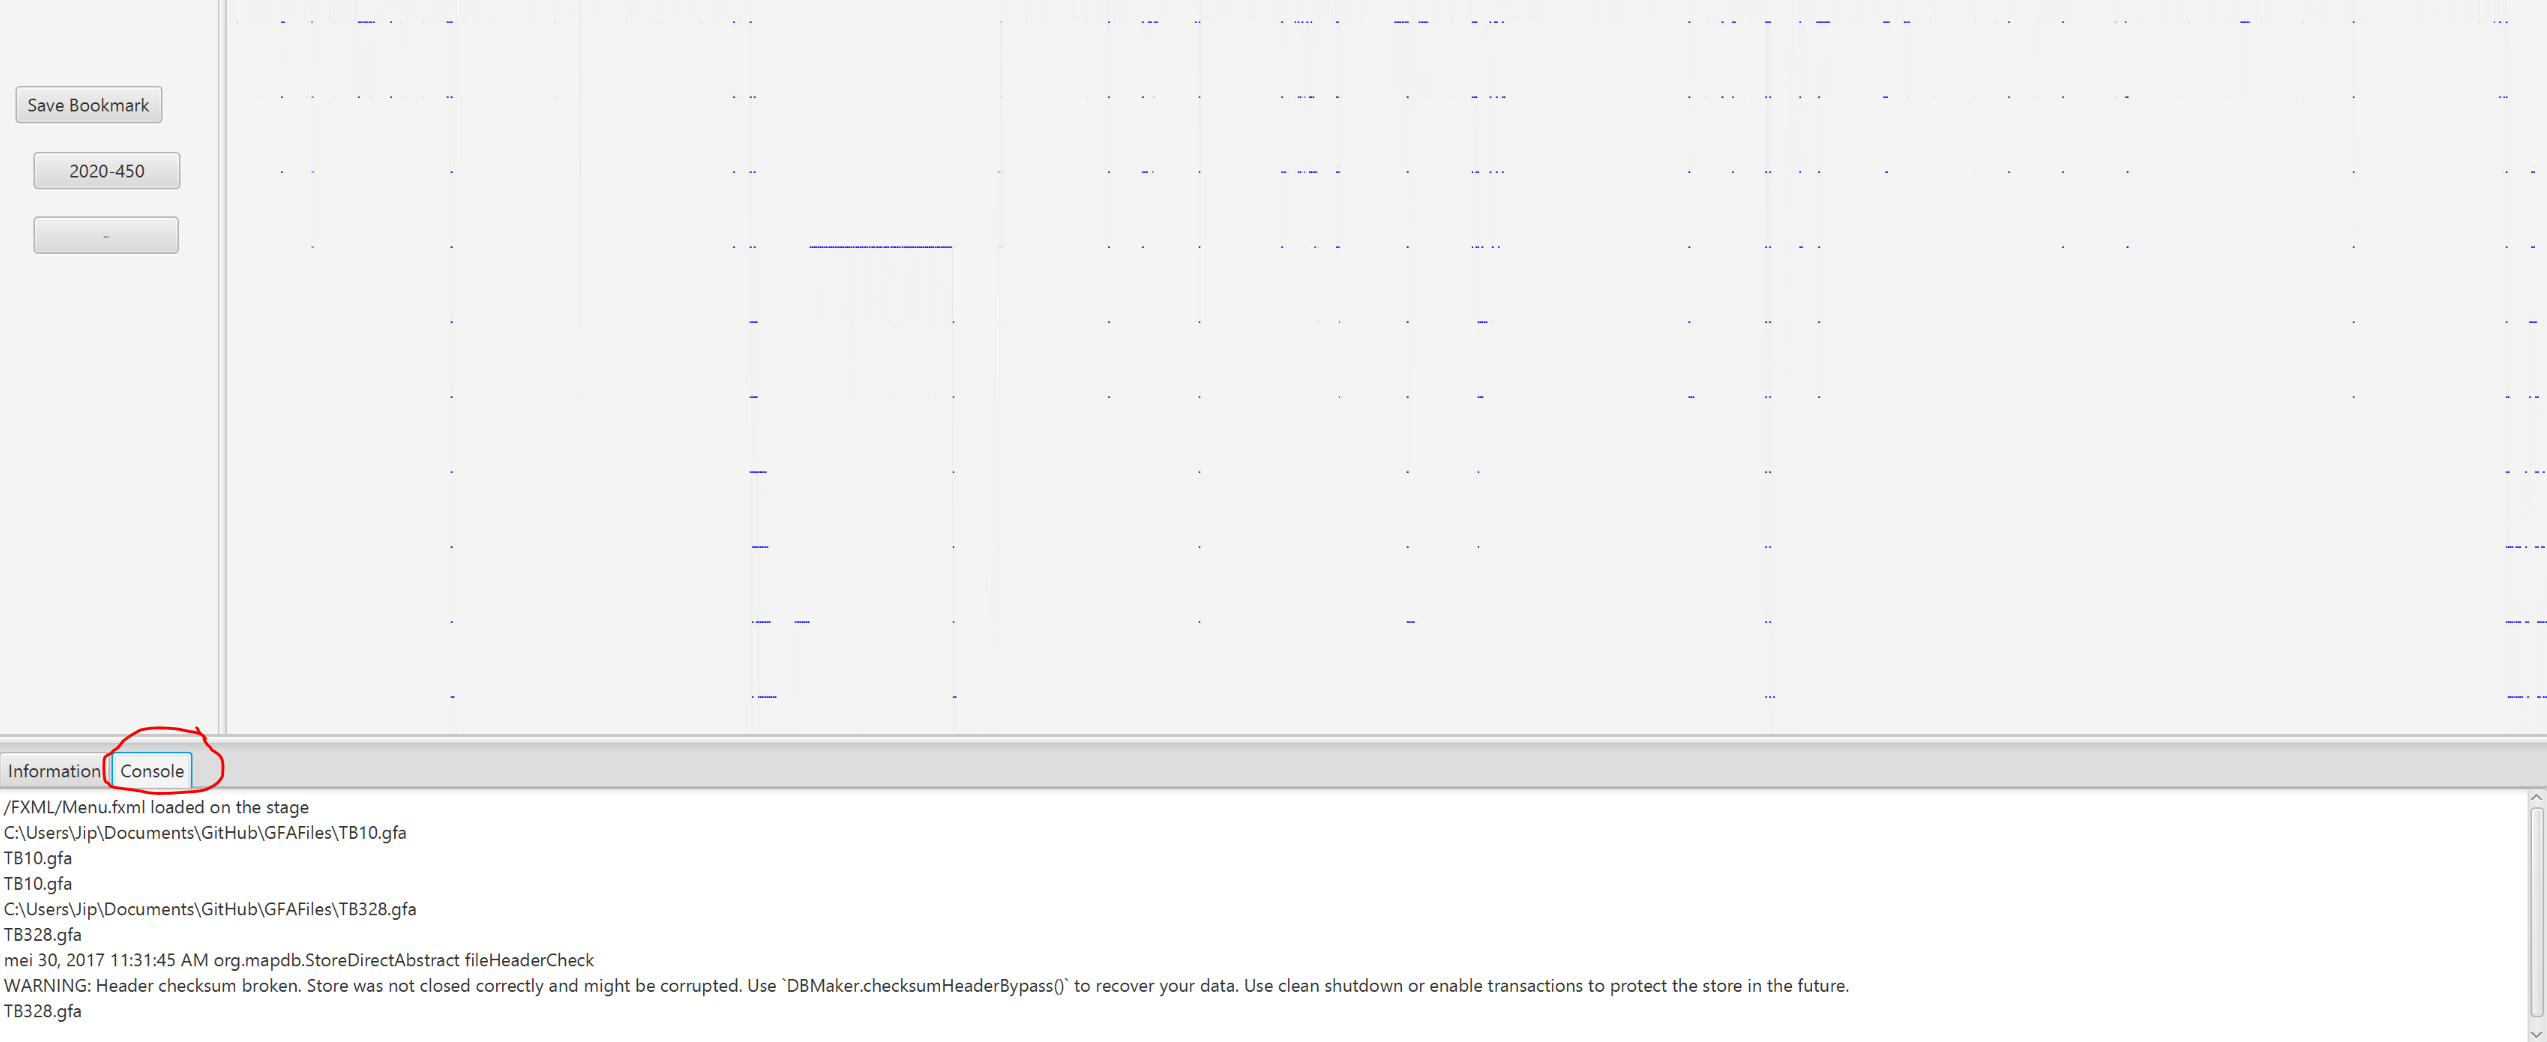 Save Bookmark
2020-450
-
Information
Console
/FXML/Menu.fxml loaded on the stage
C:\Users\Jip\Documents\GitHub\GFAFiles\TB10.gfa
TB10.gfa
TB10.gfa
C:\Users\Jip\Documents\GitHub\GFAFiles\TB328.gfa
TB328.gfa
mei 30, 2017 11:31:45 AM org.mapdb.StoreDirectAbstract fileHeaderCheck
WARNING: Header checksum broken. Store was not closed correctly and might be corrupted. Use `DBMaker.checksumHeaderBypass()` to recover your data. Use clean shutdown or enable transactions to protect the store in the future.
TB328.gfa